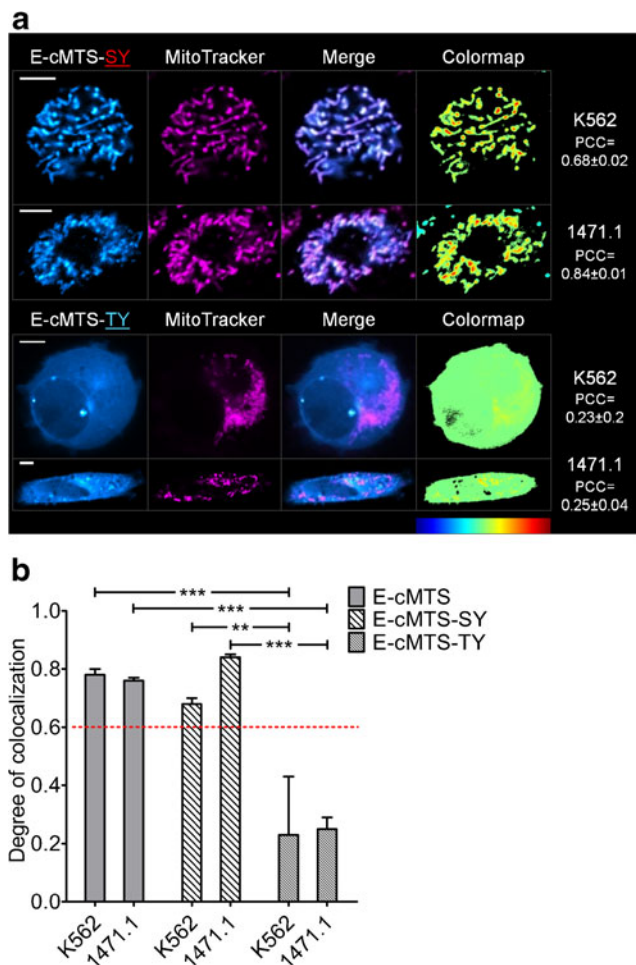 a
E-cMTS-SY MitoTracker Merge Colormap
K562
PCC=
0.68±0.02
1471.1
PCC=
0.84±0.01
E-cMTS-TY MitoTracker Merge Colormap
K562
PCC=
0.23±0.2
1471.1
PCC=
0.25±0.04
b
*** E-cMTS
*** E-cMTS-SY
** E-cMTS-TY
***
Degree of colocalization
1.0
0.8
0.6
0.4
0.2
0.0
K562 1471.1 K562 1471.1 K562 1471.1